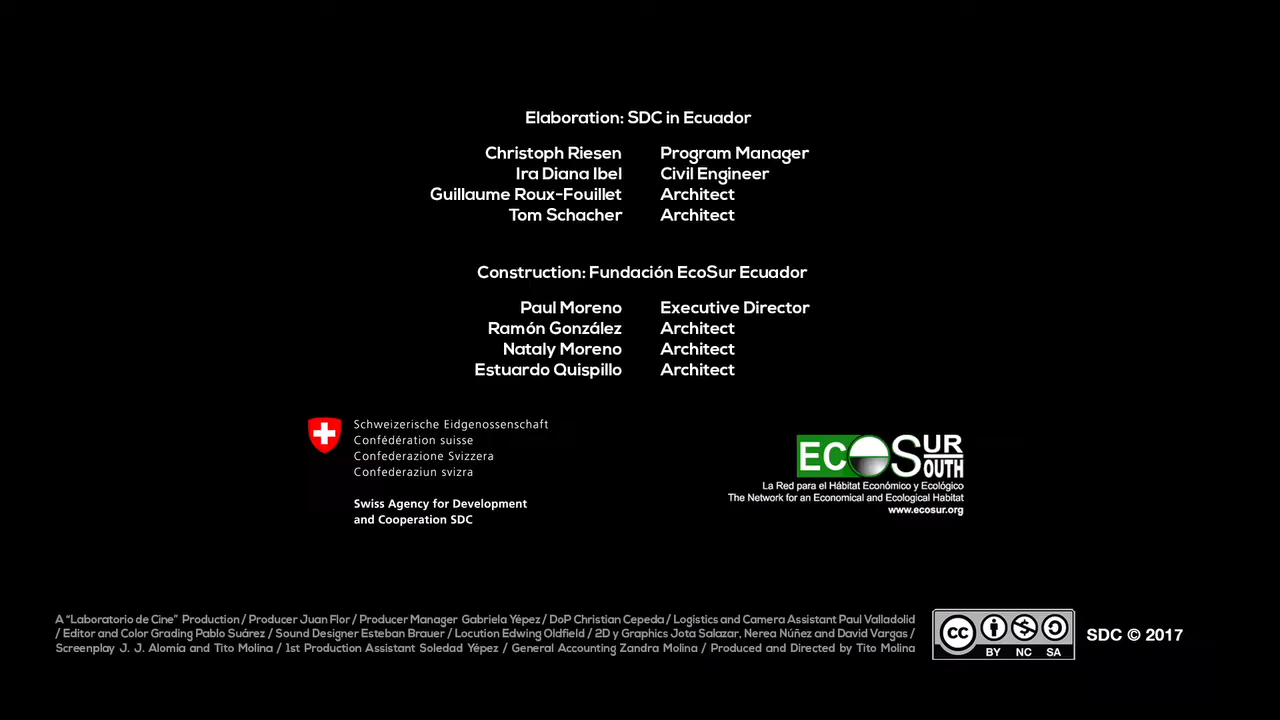 Elaboration: SDC in Ecuador
Christoph Riesen Program Manager
Ira Diana Ibel Civil Engineer
Guillaume Roux-Fouillet Architect
Tom Schacher Architect
Construction: Fundación EcoSur Ecuador
Paul Moreno Executive Director
Ramón González Architect
Nataly Moreno Architect
Estuardo Quispillo Architect
Schweizerische Eidgenossenschaft
Confédération suisse
Confederazione Svizzera
Confederaziun svizra
Swiss Agency for Development
and Cooperation SDC
ECOSUR
SOUTH
La Red para el Hábitat Económico y Ecológico
The Network for an Economical and Ecological Habitat
www.ecosur.org
A “Laboratorio de Cine” Production / Producer Juan Flor / Producer Manager Gabriela Yépez / DoP Christian Cepeda / Logistics and Camera Assistant Paul Valladolid
/ Editor and Color Grading Pablo Suárez / Sound Designer Esteban Brauer / Locution Edwing Oldfield / 2D y Graphics Jota Salazar, Nerea Núñez and David Vargas /
Screenplay J. J. Alomía and Tito Molina / 1st Production Assistant Soledad Yépez / General Accounting Zandra Molina / Produced and Directed by Tito Molina
cc
BY NC SA
SDC © 2017